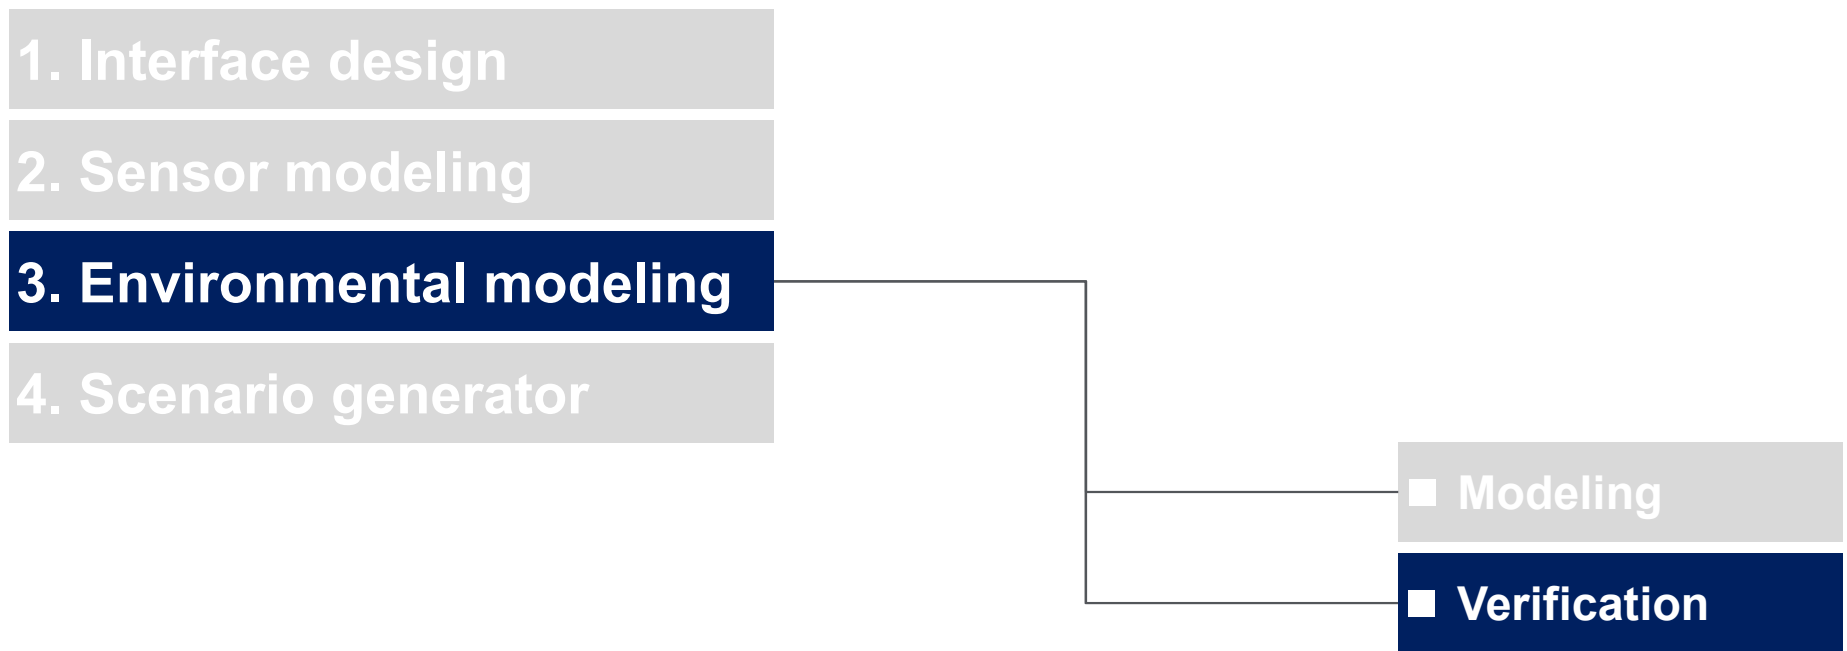 1. Interface design
2. Sensor modeling
3. Environmental modeling
4. Scenario generator
Modeling
Verification